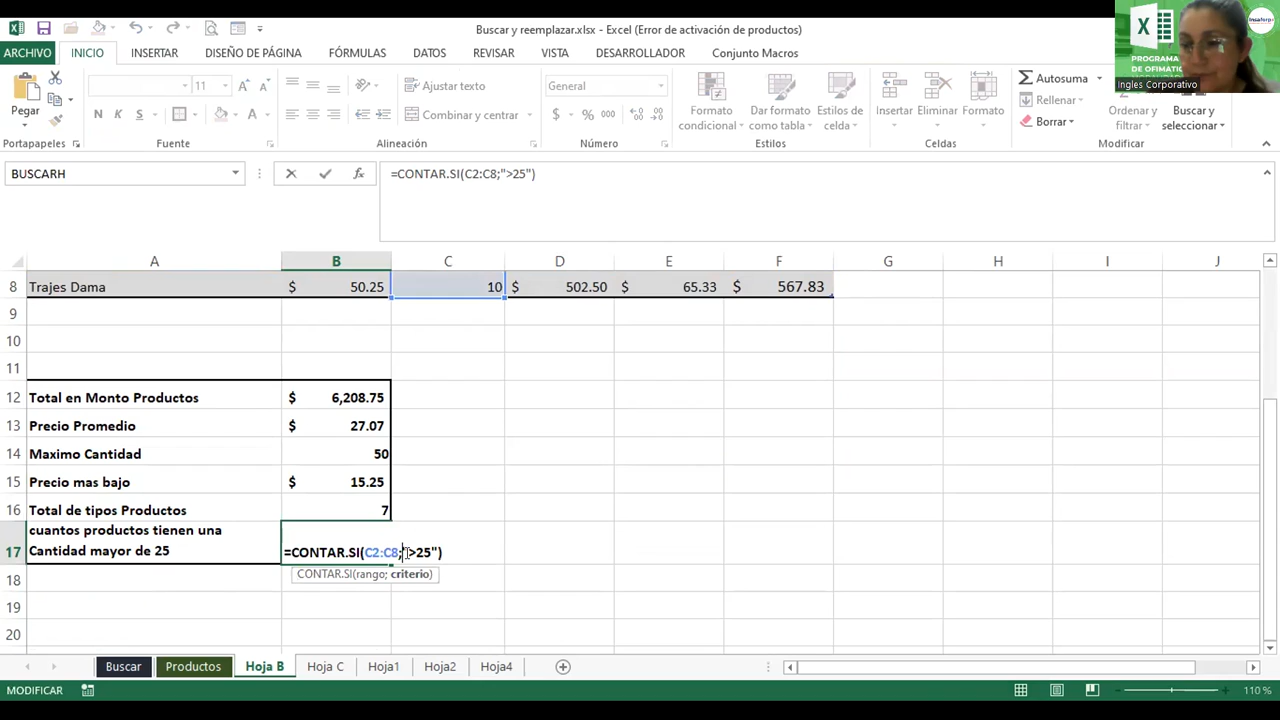 Buscar y reemplazar.xlsx - Excel (Error de activación de productos)
ARCHIVO INICIO INSERTAR DISEÑO DE PÁGINA FÓRMULAS DATOS REVISAR VISTA DESARROLLADOR Conjunto Macros
PROGRAMA
DE OFIMÁTIC
Ingles Corporativo
insaforp
Pegar
11
N K S
Ajustar texto
Combinar y centrar
General
$ % 000
Formato condicional
Dar formato como tabla
Estilos de celda
Insertar
Eliminar
Formato
Autosuma
Rellenar
Borrar
Ordenar y filtrar
Buscar y seleccionar
Portapapeles Fuente Alineación Número Estilos Celdas Modificar
BUSCARH
fx
=CONTAR.SI(C2:C8;">25")
A B C D E F G H I J
8 Trajes Dama $ 50.25 10 $ 502.50 $ 65.33 $ 567.83
9
10
11
12 Total en Monto Productos $ 6,208.75
13 Precio Promedio $ 27.07
14 Maximo Cantidad 50
15 Precio mas bajo $ 15.25
16 Total de tipos Productos 7
cuantos productos tienen una
17 Cantidad mayor de 25 =CONTAR.SI(C2:C8;">25")
CONTAR.SI(rango; criterio)
18
19
20
Buscar Productos Hoja B Hoja C Hoja1 Hoja2 Hoja4
MODIFICAR
110 %